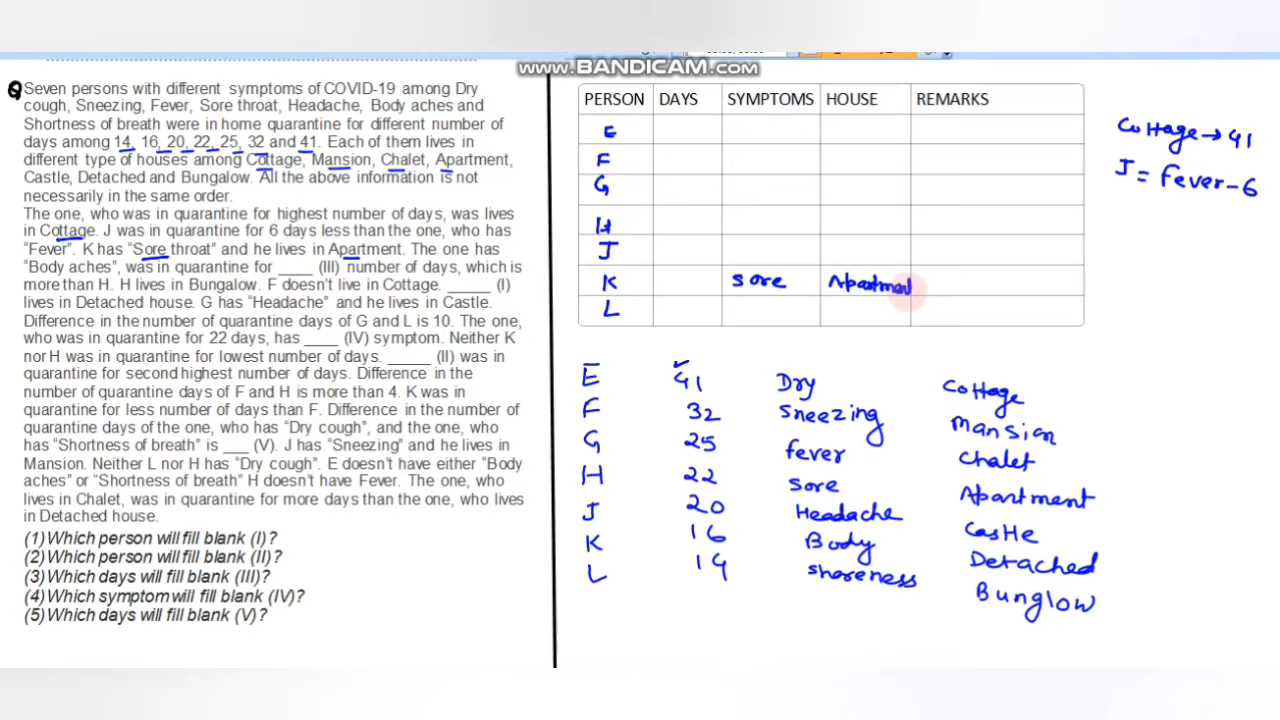 www.BANDICAM.com
Q Seven persons with different symptoms of COVID-19 among Dry
cough, Sneezing, Fever, Sore throat, Headache, Body aches and
Shortness of breath were in home quarantine for different number of
days among 14, 16, 20, 22, 25, 32 and 41. Each of them lives in
different type of houses among Cottage, Mansion, Chalet, Apartment,
Castle, Detached and Bungalow. All the above information is not
necessarily in the same order.
The one, who was in quarantine for highest number of days, was lives
in Cottage. J was in quarantine for 6 days less than the one, who has
“Fever”. K has “Sore throat” and he lives in Apartment. The one has
“Body aches”, was in quarantine for ____ (III) number of days, which is
more than H. H lives in Bungalow. F doesn’t live in Cottage. _____ (I)
lives in Detached house. G has “Headache” and he lives in Castle.
Difference in the number of quarantine days of G and L is 10. The one,
who was in quarantine for 22 days, has ____ (IV) symptom. Neither K
nor H was in quarantine for lowest number of days. _____ (II) was in
quarantine for second highest number of days. Difference in the
number of quarantine days of F and H is more than 4. K was in
quarantine for less number of days than F. Difference in the number of
quarantine days of the one, who has “Dry cough”, and the one, who
has “Shortness of breath” is ___ (V). J has “Sneezing” and he lives in
Mansion. Neither L nor H has “Dry cough”. E doesn’t have either “Body
aches” or “Shortness of breath” H doesn’t have Fever. The one, who
lives in Chalet, was in quarantine for more days than the one, who lives
in Detached house.
(1) Which person will fill blank (I)?
(2) Which person will fill blank (II)?
(3) Which days will fill blank (III)?
(4) Which symptom will fill blank (IV)?
(5) Which days will fill blank (V)?
PERSON DAYS SYMPTOMS HOUSE REMARKS
E
F
G
H
J
K sore Apartment
L
Cottage → 41
J = Fever - 6
E 41 Dry Cottage
F 32 Sneezing Mansion
G 25 fever Chalet
H 22 Sore Apartment
J 20 Headache Castle
K 16 Body Detached
L 14 shoreness Bunglow